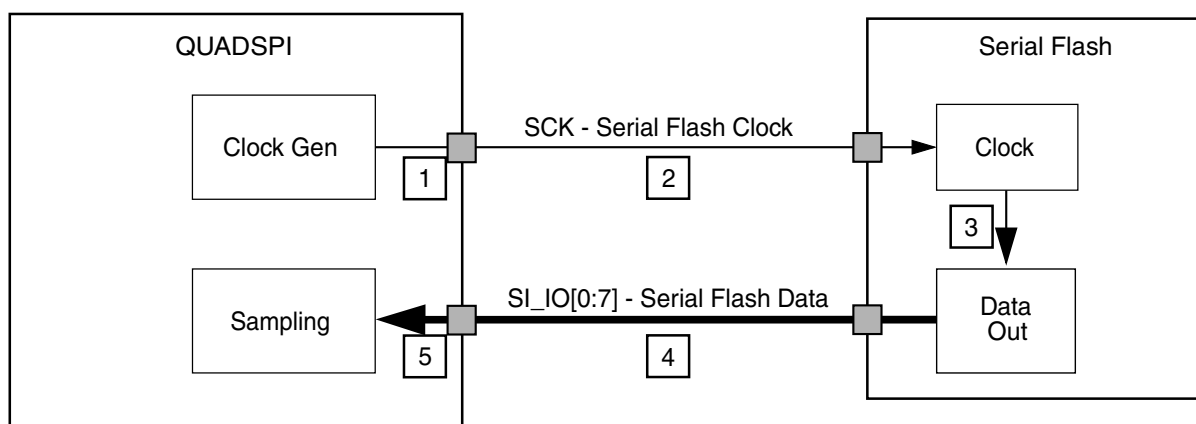 QUADSPI
Serial Flash
Clock Gen
SCK - Serial Flash Clock
Clock
1
2
3
Sampling
SI_IO[0:7] - Serial Flash Data
Data
Out
5
4